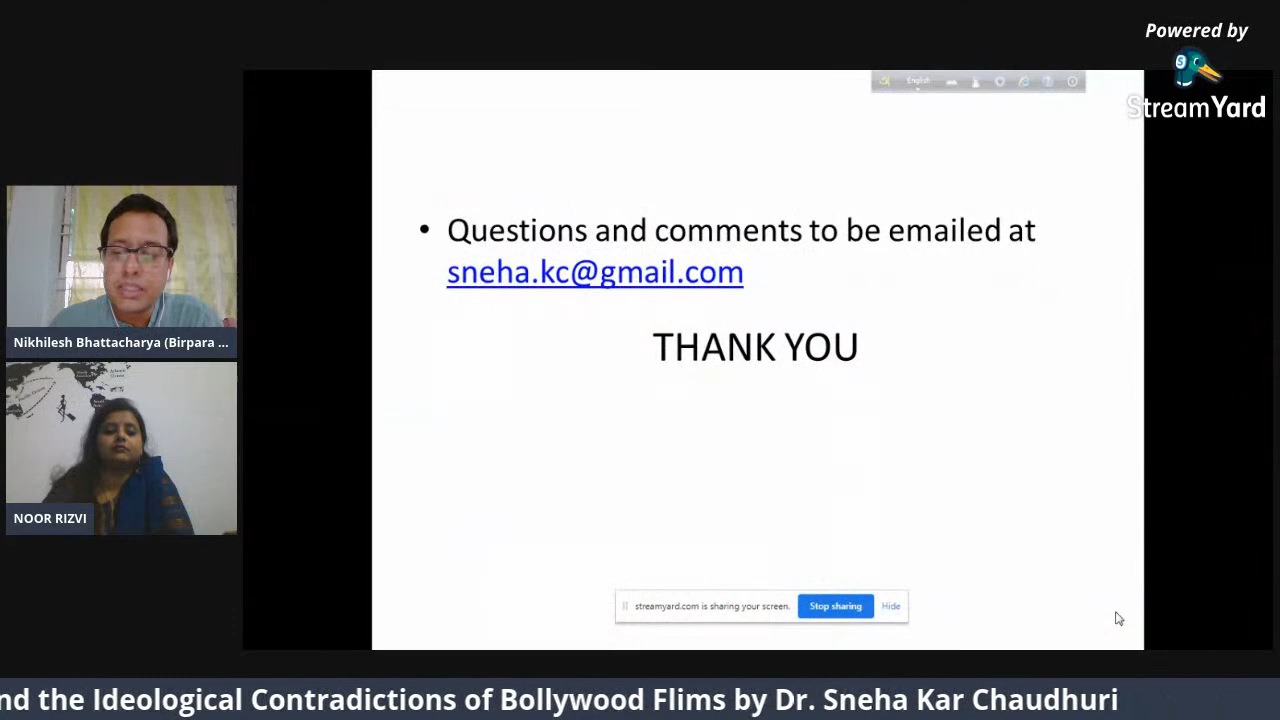 Powered by
StreamYard
English
• Questions and comments to be emailed at
sneha.kc@gmail.com
THANK YOU
Nikhilesh Bhattacharya (Birpara ...
NOOR RIZVI
streamyard.com is sharing your screen.
Stop sharing
Hide
nd the Ideological Contradictions of Bollywood Flims by Dr. Sneha Kar Chaudhuri